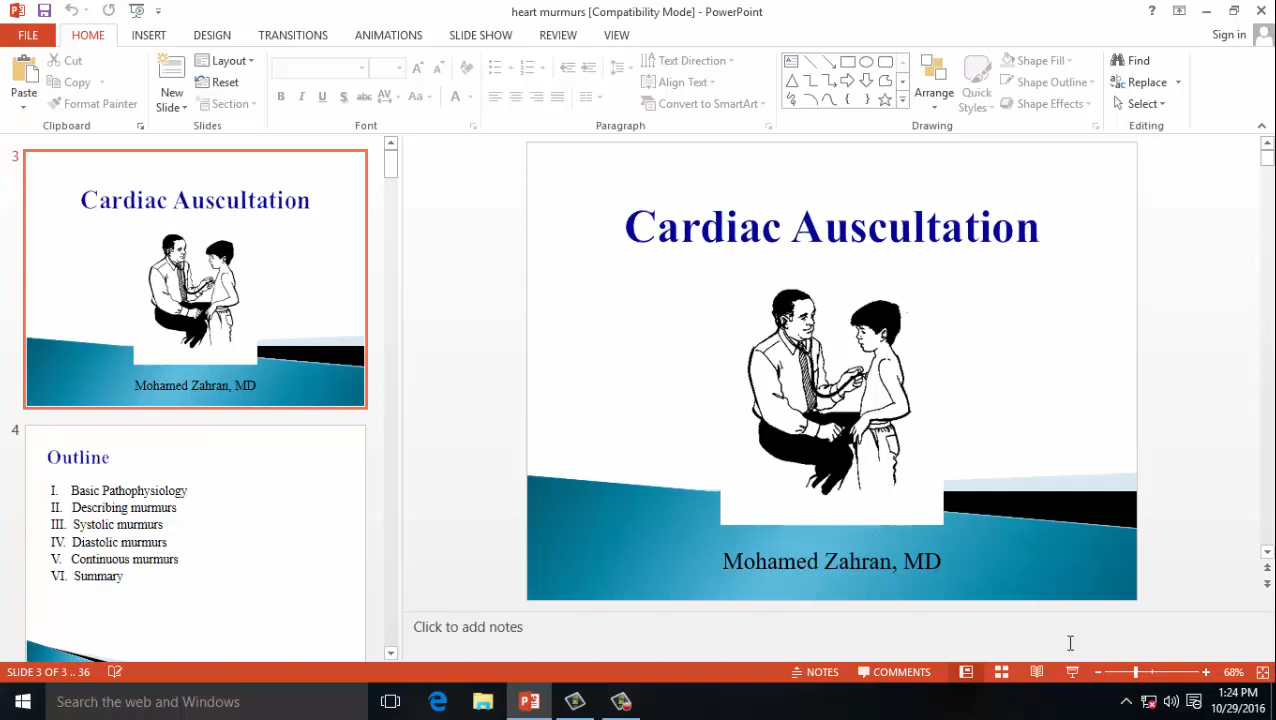 heart murmurs [Compatibility Mode] - PowerPoint
?
FILE
HOME
INSERT
DESIGN
TRANSITIONS
ANIMATIONS
SLIDE SHOW
REVIEW
VIEW
Sign in
Paste
Cut
Copy
Format Painter
Clipboard
New
Slide
Layout
Reset
Section
Slides
B I U S abc AV Aa A
Font
Text Direction
Align Text
Convert to SmartArt
Paragraph
Arrange
Quick
Styles
Shape Fill
Shape Outline
Shape Effects
Drawing
Find
Replace
Select
Editing
3
Cardiac Auscultation
Mohamed Zahran, MD
4
Outline
I. Basic Pathophysiology
II. Describing murmurs
III. Systolic murmurs
IV. Diastolic murmurs
V. Continuous murmurs
VI. Summary
Cardiac Auscultation
Mohamed Zahran, MD
Click to add notes
SLIDE 3 OF 3 .. 36
NOTES
COMMENTS
68%
Search the web and Windows
1:24 PM
10/29/2016